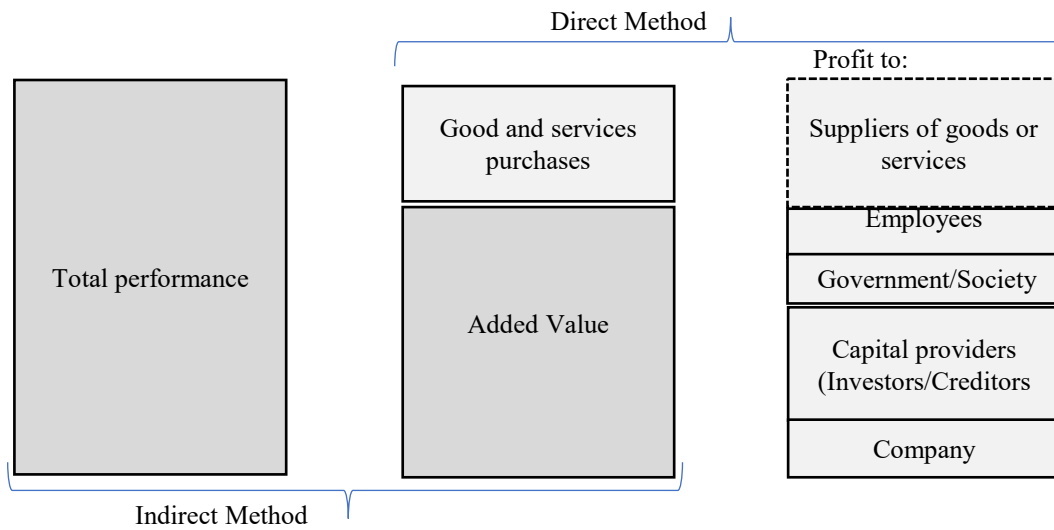 Direct Method
Profit to:
Good and services
purchases
Suppliers of goods or
services
Employees
Total performance
Government/Society
Added Value
Capital providers
(Investors/Creditors
Company
Indirect Method